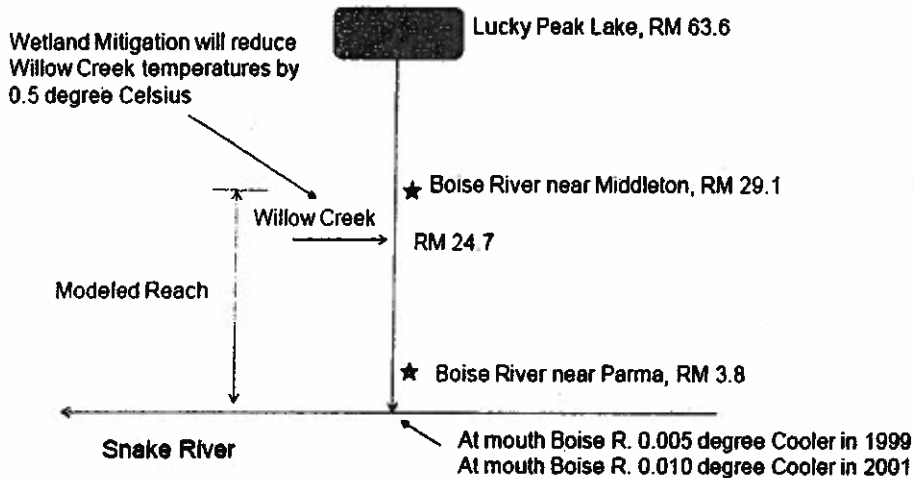 Lucky Peak Lake, RM 63.6
Wetland Mitigation will reduce
Willow Creek temperatures by
0.5 degree Celsius
Boise River near Middleton, RM 29.1
Willow Creek
RM 24.7
Modeled Reach
Boise River near Parma, RM 3.8
Snake River
At mouth Boise R. 0.005 degree Cooler in 1999
At mouth Boise R. 0.010 degree Cooler in 2001